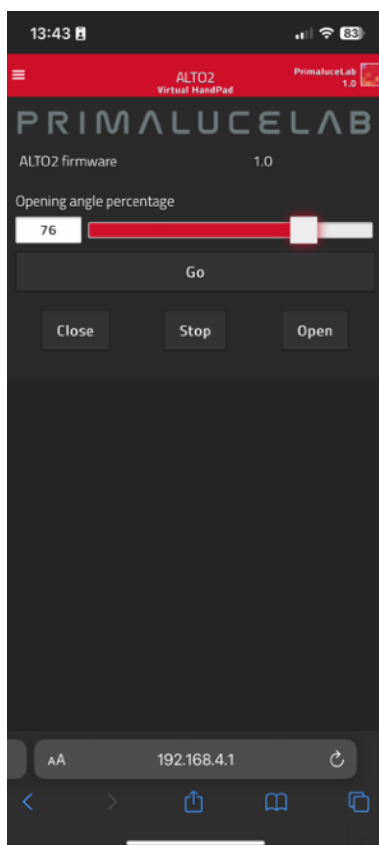 13:43 83
ALTO2
Virtual HandPad
PrimaluceLab
1.0
PRIMALUCELAB
ALTO2 firmware 1.0
Opening angle percentage
76
Go
Close Stop Open
AA 192.168.4.1